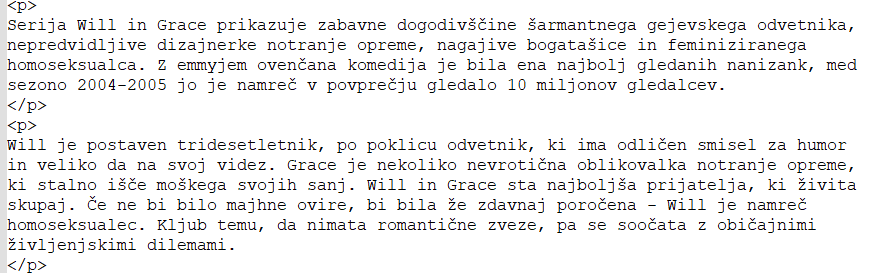 <p>
Serija Will in Grace prikazuje zabavne dogodivščine šarmantnega gejevskega odvetnika,
nepredvidljive dizajnerke notranje opreme, nagajive bogatašice in feminiziranega
homoseksualca. Z emmyjem ovenčana komedija je bila ena najbolj gledanih nanizank, med
sezono 2004-2005 jo je namreč v povprečju gledalo 10 miljonov gledalcev.
</p>
<p>
Will je postaven tridesetletnik, po poklicu odvetnik, ki ima odličen smisel za humor
in veliko da na svoj videz. Grace je nekoliko nevrotična oblikovalka notranje opreme,
ki stalno išče moškega svojih sanj. Will in Grace sta najboljša prijatelja, ki živita
skupaj. Če ne bi bilo majhne ovire, bi bila že zdavnaj poročena - Will je namreč
homoseksualec. Kljub temu, da nimata romantične zveze, pa se soočata z običajnimi
življenjskimi dilemami.
</p>